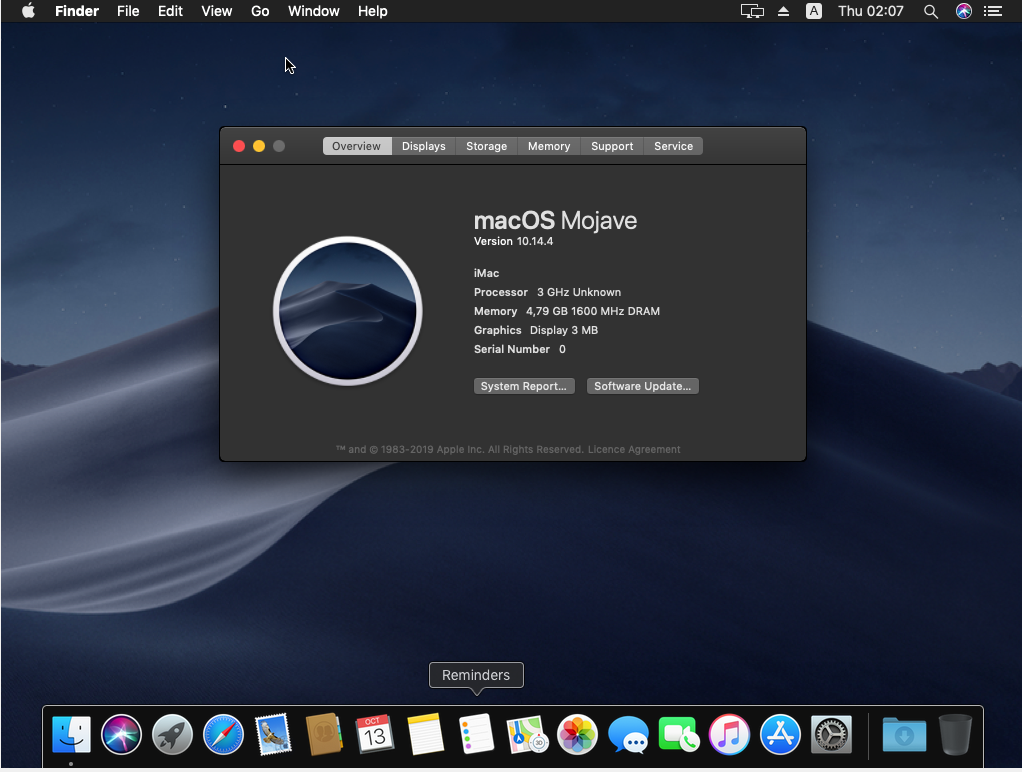 Finder File Edit View Go Window Help A Thu 02:07
Overview Displays Storage Memory Support Service
macOS Mojave
Version 10.14.4
iMac
Processor 3 GHz Unknown
Memory 4,79 GB 1600 MHz DRAM
Graphics Display 3 MB
Serial Number 0
System Report... Software Update...
™ and © 1983-2019 Apple Inc. All Rights Reserved. Licence Agreement
Reminders
OCT
13
3D